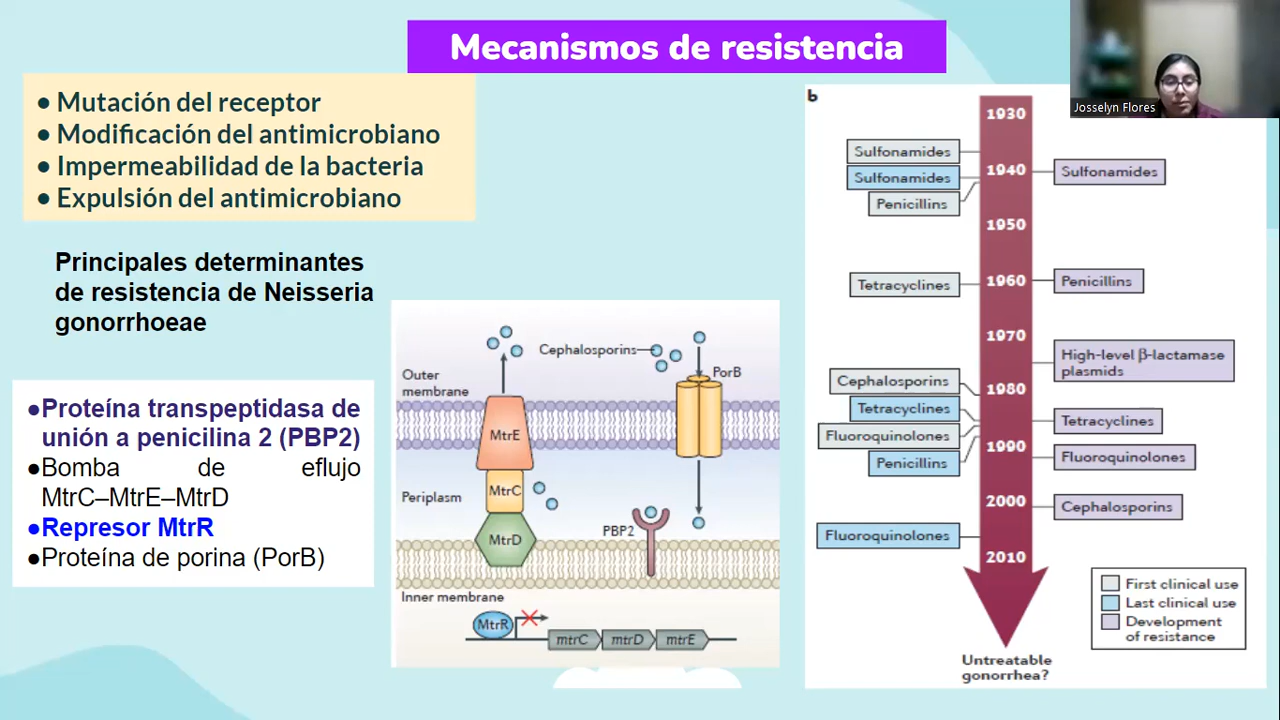 Mecanismos de resistencia
● Mutación del receptor
● Modificación del antimicrobiano
● Impermeabilidad de la bacteria
● Expulsión del antimicrobiano
Principales determinantes
de resistencia de Neisseria
gonorrhoeae
●Proteína transpeptidasa de
unión a penicilina 2 (PBP2)
●Bomba de eflujo
MtrC–MtrE–MtrD
●Represor MtrR
●Proteína de porina (PorB)
Cephalosporins
PorB
Outer
membrane
MtrE
MtrC
Periplasm
PBP2
MtrD
Inner membrane
MtrR
mtrC
mtrD
mtrE
b
1930
Sulfonamides
1940
Sulfonamides
Sulfonamides
Penicillins
1950
Tetracyclines
1960
Penicillins
1970
High-level β-lactamase
plasmids
Cephalosporins
1980
Tetracyclines
Tetracyclines
Fluoroquinolones
1990
Fluoroquinolones
Penicillins
2000
Cephalosporins
Fluoroquinolones
2010
First clinical use
Last clinical use
Development
of resistance
Untreatable
gonorrhea?
Josselyn Flores